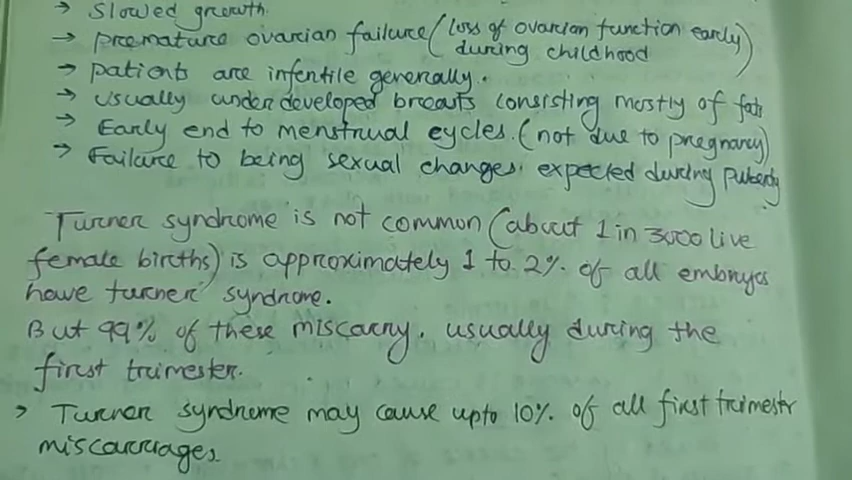 → Slowed growth.
→ premature ovarian failure (loss of ovarian function early
during childhood)
→ patients are infentile generally.
→ usually under developed breasts consisting mostly of fats
→ Early end to menstrual cycles. (not due to pregnancy)
→ Failure to being sexual changes. expected during puberty
Turner syndrome is not common (about 1 in 3000 live
female births) is approximately 1 to 2% of all embryos
have turner syndrome.
But 99% of these miscarry. usually during the
first trimester.
> Turner syndrome may cause upto 10% of all first trimester
miscarriages